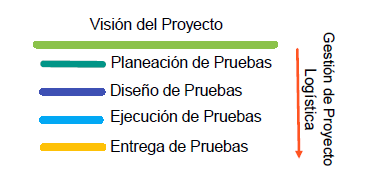 Visión del Proyecto
Planeación de Pruebas
Diseño de Pruebas
Ejecución de Pruebas
Entrega de Pruebas
Gestión de Proyecto
Logística